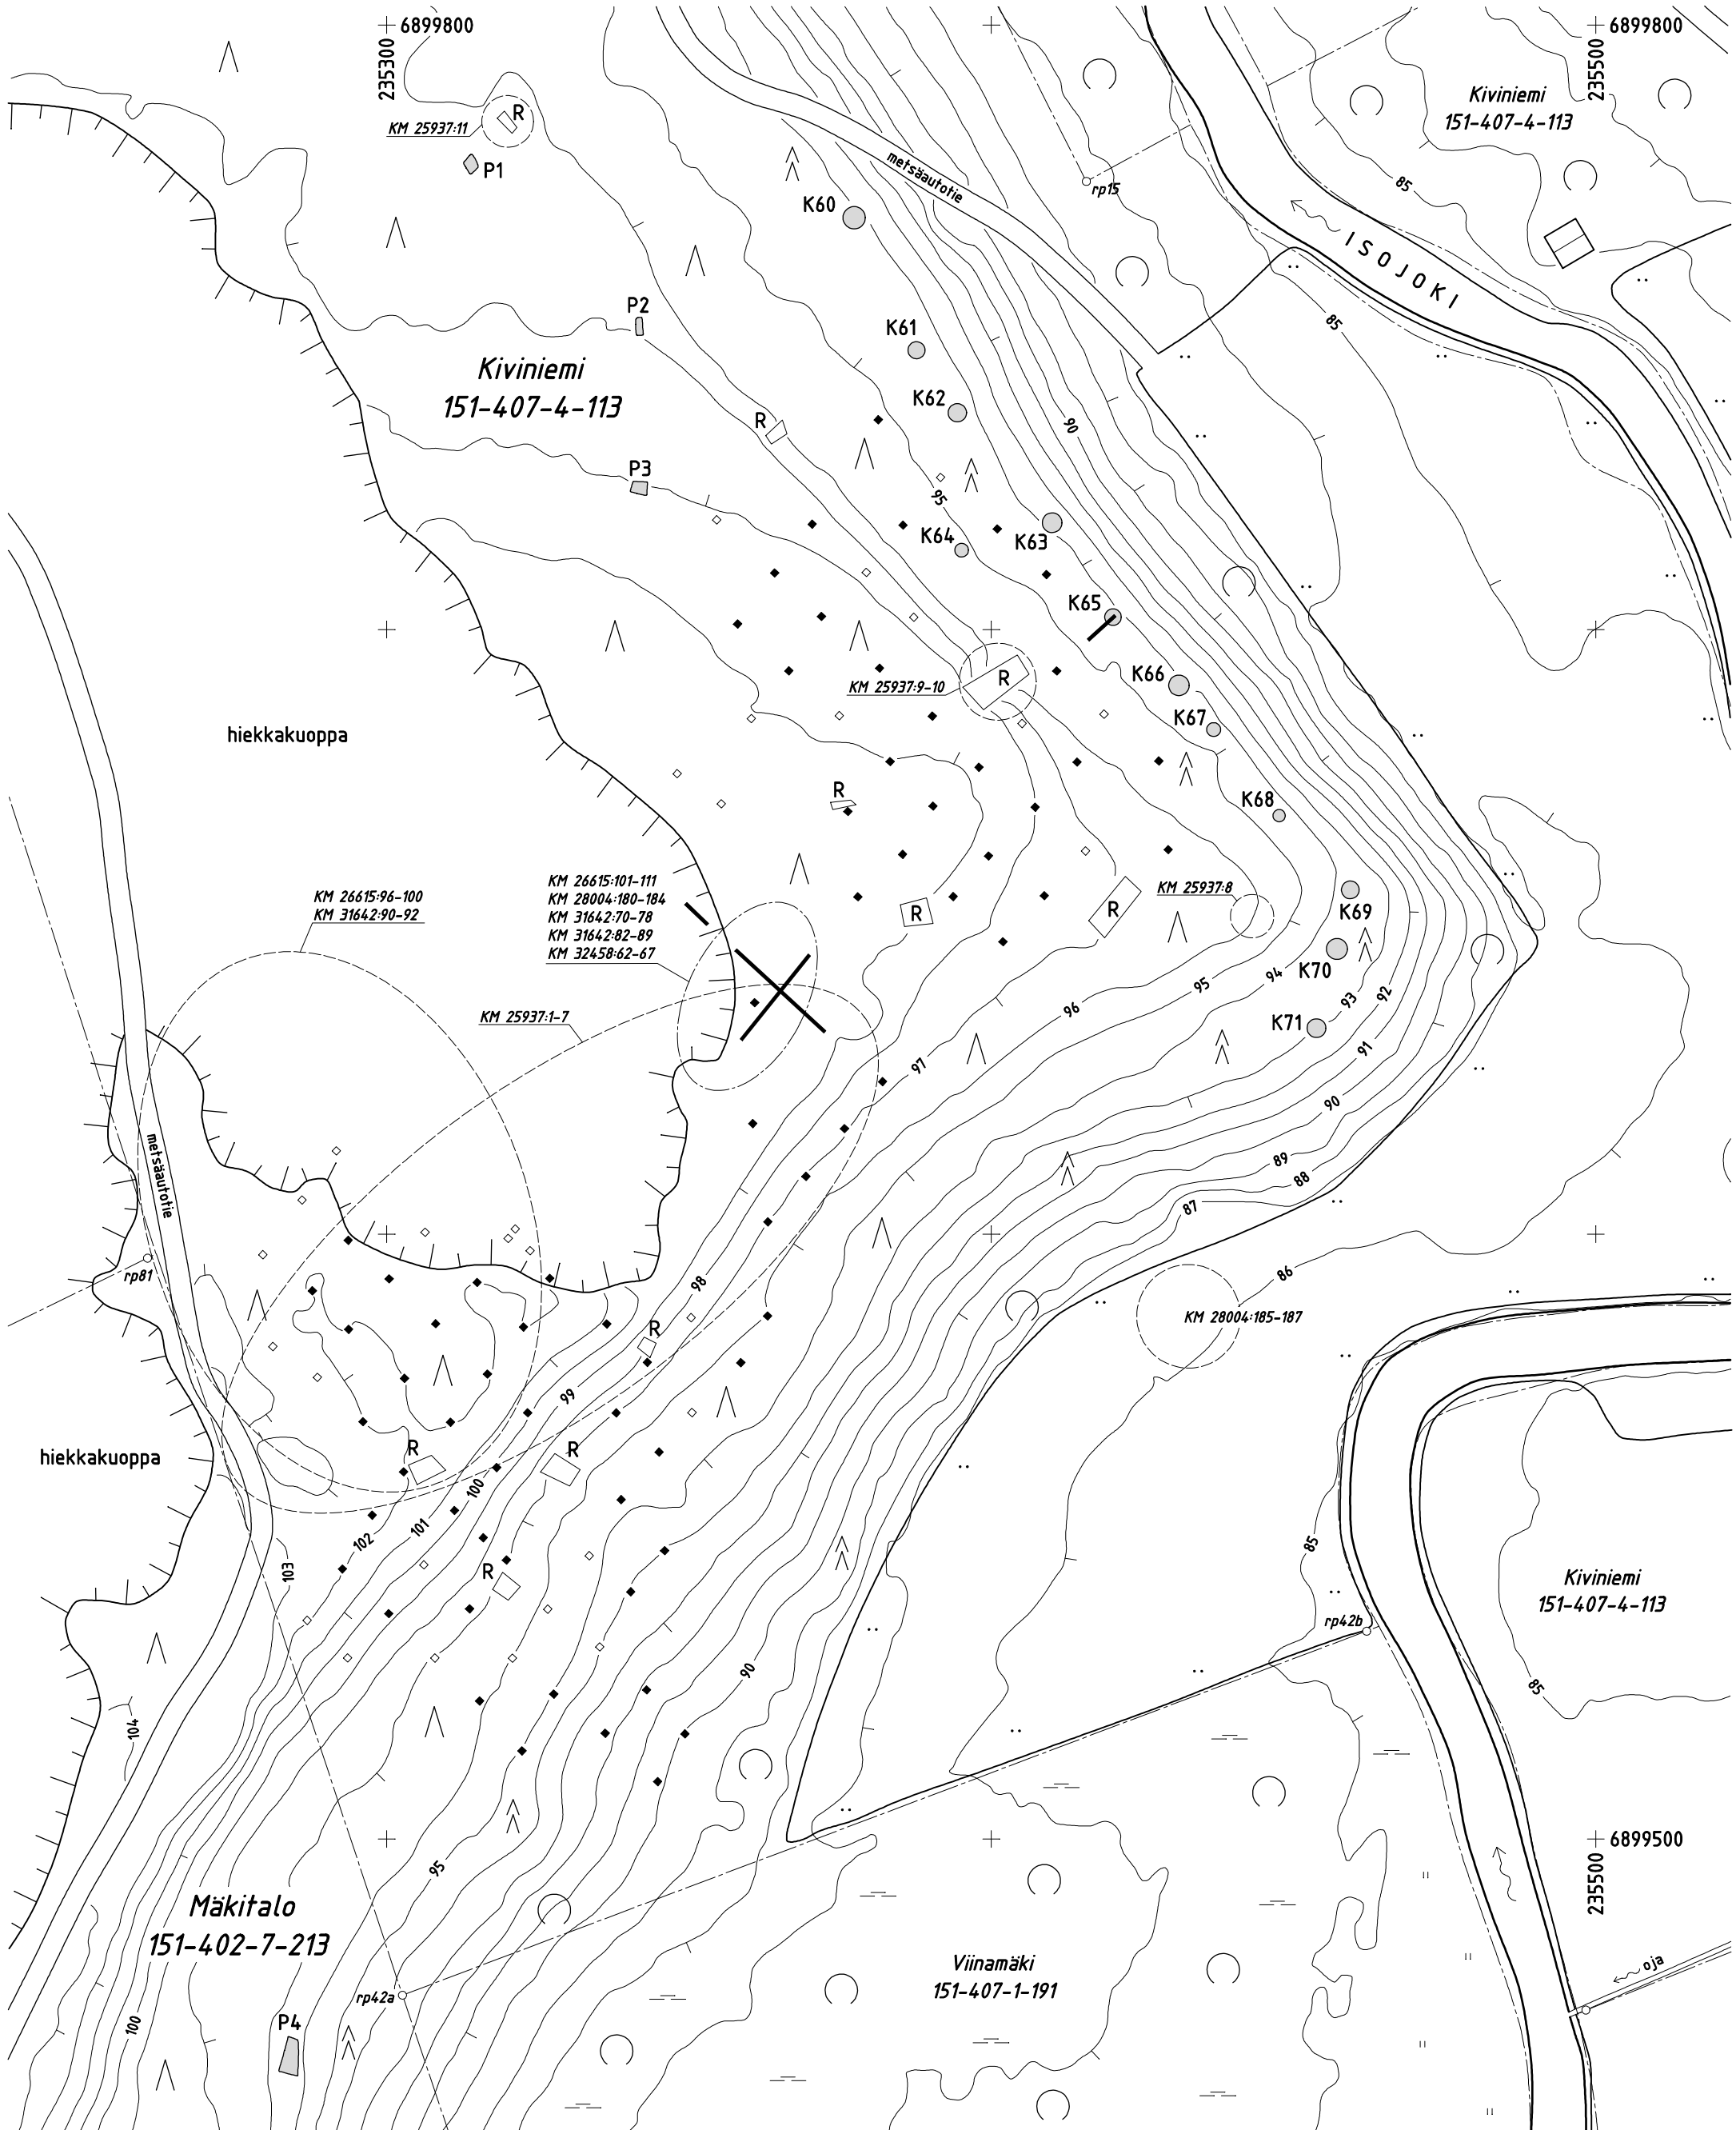 6899800
235300
6899800
235500
Kiviniemi
151-407-4-113
KM 25937:11
R
P1
metsäautotie
K60
rp15
85
ISOJOKI
85
P2
K61
Kiviniemi
151-407-4-113
K62
R
90
P3
95
K64
K63
K65
K66
R
KM 25937:9-10
K67
hiekkakuoppa
R
K68
KM 26615:96-100
KM 31642:90-92
KM 26615:101-111
KM 28004:180-184
KM 31642:70-78
KM 31642:82-89
KM 32458:62-67
R
R
KM 25937:8
K69
K70
94
95
93
92
96
KM 25937:1-7
K71
91
97
90
metsäautotie
89
88
87
rp81
98
86
KM 28004:185-187
R
99
hiekkakuoppa
R
R
100
101
102
103
85
R
Kiviniemi
151-407-4-113
rp42b
90
85
104
6899500
235500
95
Mäkitalo
151-402-7-213
Viinamäki
151-407-1-191
oja
rp42a
P4
100